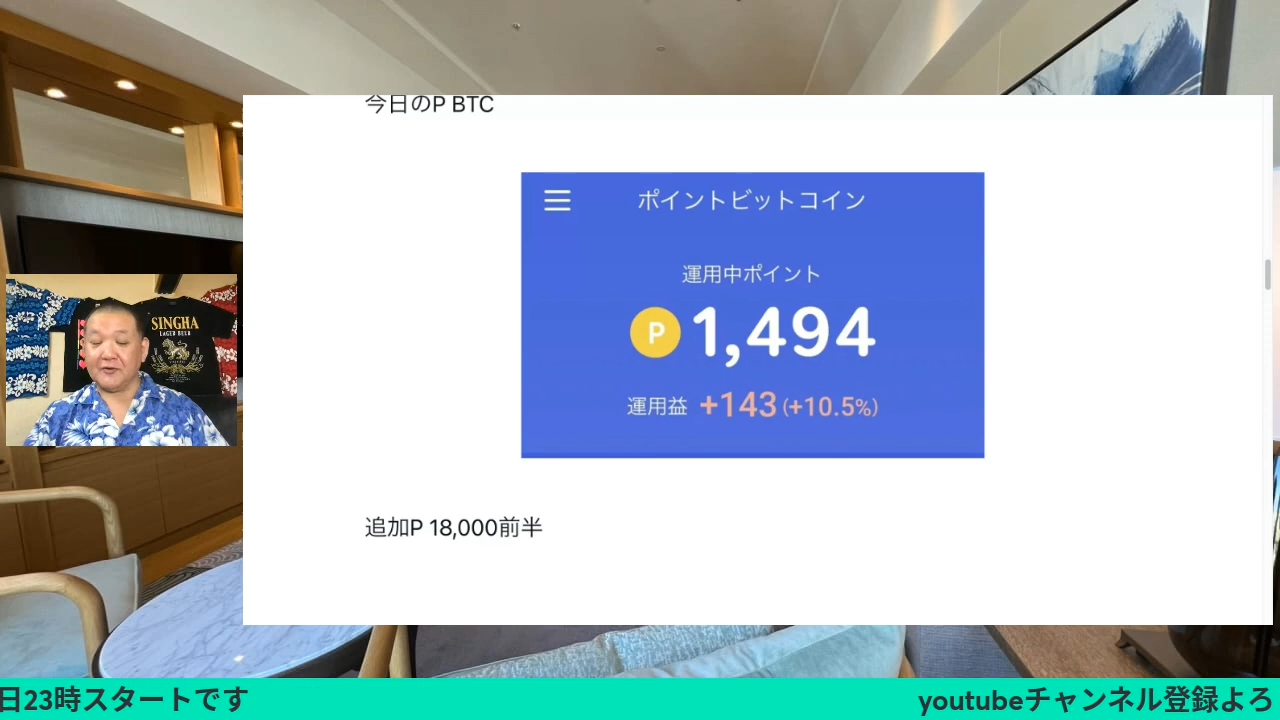 今日のP BTC
ポイントビットコイン
運用中ポイント
P 1,494
運用益 +143 (+10.5%)
SINGHA
LAGER BEER
追加P 18,000前半
日23時スタートです
youtubeチャンネル登録よろ